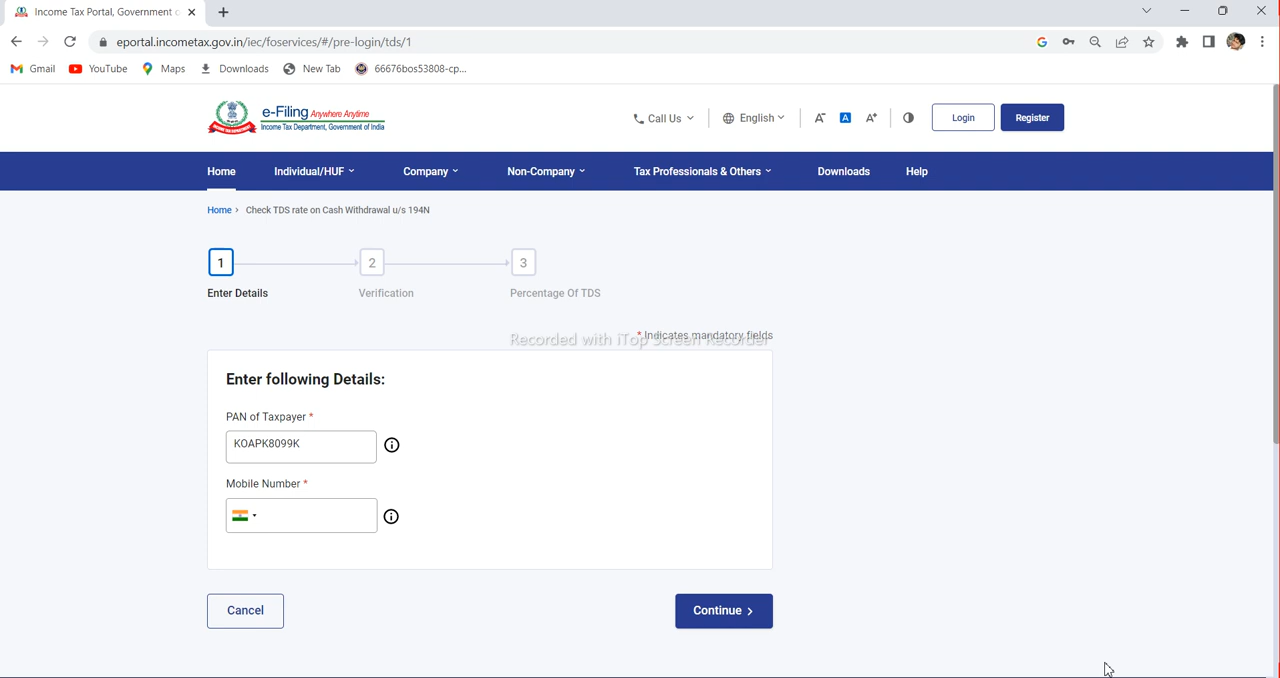 Income Tax Portal, Government o
eportal.incometax.gov.in/iec/foservices/#/pre-login/tds/1
Gmail YouTube Maps Downloads New Tab 66676bos53808-cp...
e-Filing Anywhere Anytime
Income Tax Department, Government of India
Call Us English A A A Login Register
Home Individual/HUF Company Non-Company Tax Professionals & Others Downloads Help
Home > Check TDS rate on Cash Withdrawal u/s 194N
1 2 3
Enter Details Verification Percentage Of TDS
* Indicates mandatory fields
Recorded with iTop Screen Recorder
Enter following Details:
PAN of Taxpayer *
KOAPK8099K
Mobile Number *
Cancel Continue >